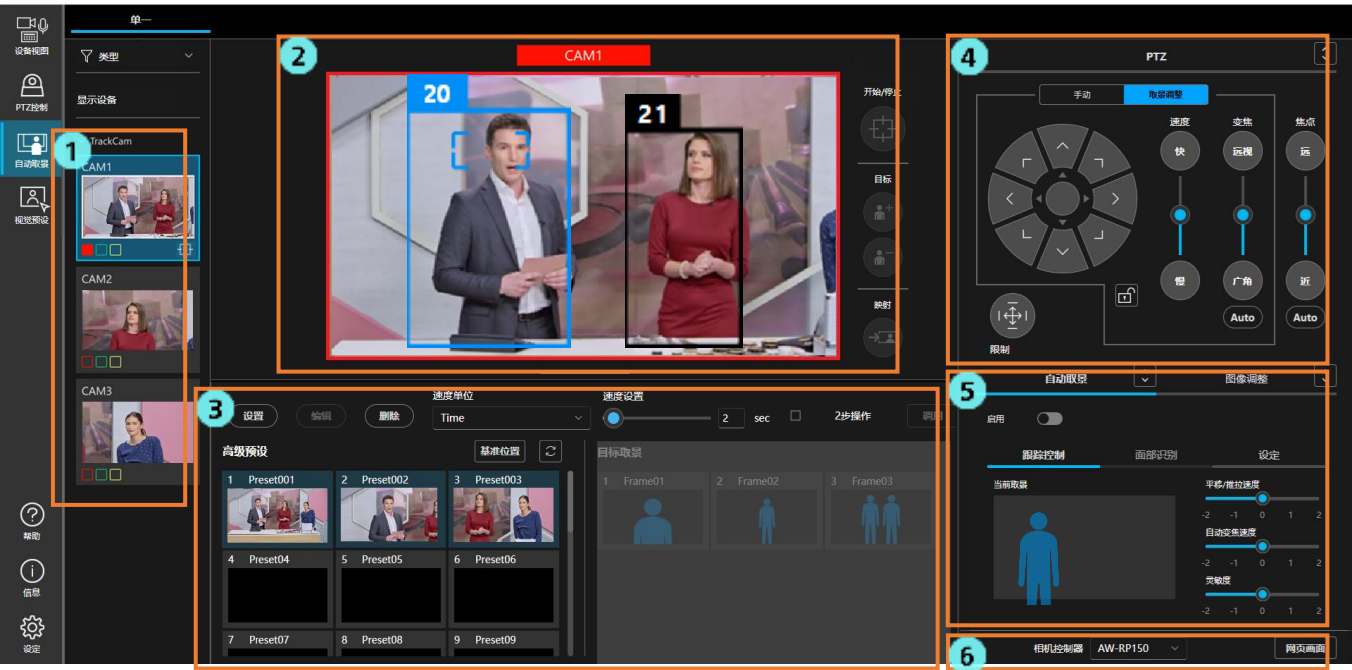 设备视图
PTZ控制
自动取景
视觉预设
帮助
信息
设定
单一
类型
显示设备
TrackCam
1
CAM1
CAM2
CAM3
2
CAM1
20
21
开始/停止
目标
映射
3
设置
编辑
删除
速度单位
Time
速度设置
2 sec
2步操作
调用
高级预设
基准位置
1 Preset001
2 Preset002
3 Preset003
4 Preset04
5 Preset05
6 Preset06
7 Preset07
8 Preset08
9 Preset09
目标取景
1 Frame01
2 Frame02
3 Frame03
4
PTZ
手动
取景调整
速度
变焦
焦点
快
远视
远
慢
广角
近
Auto
Auto
限制
5
自动取景
图像调整
启用
跟踪控制
面部识别
设定
当前取景
平移/推拉速度
-2 -1 0 1 2
自动变焦速度
-2 -1 0 1 2
灵敏度
-2 -1 0 1 2
6
相机控制器
AW-RP150
网页画面